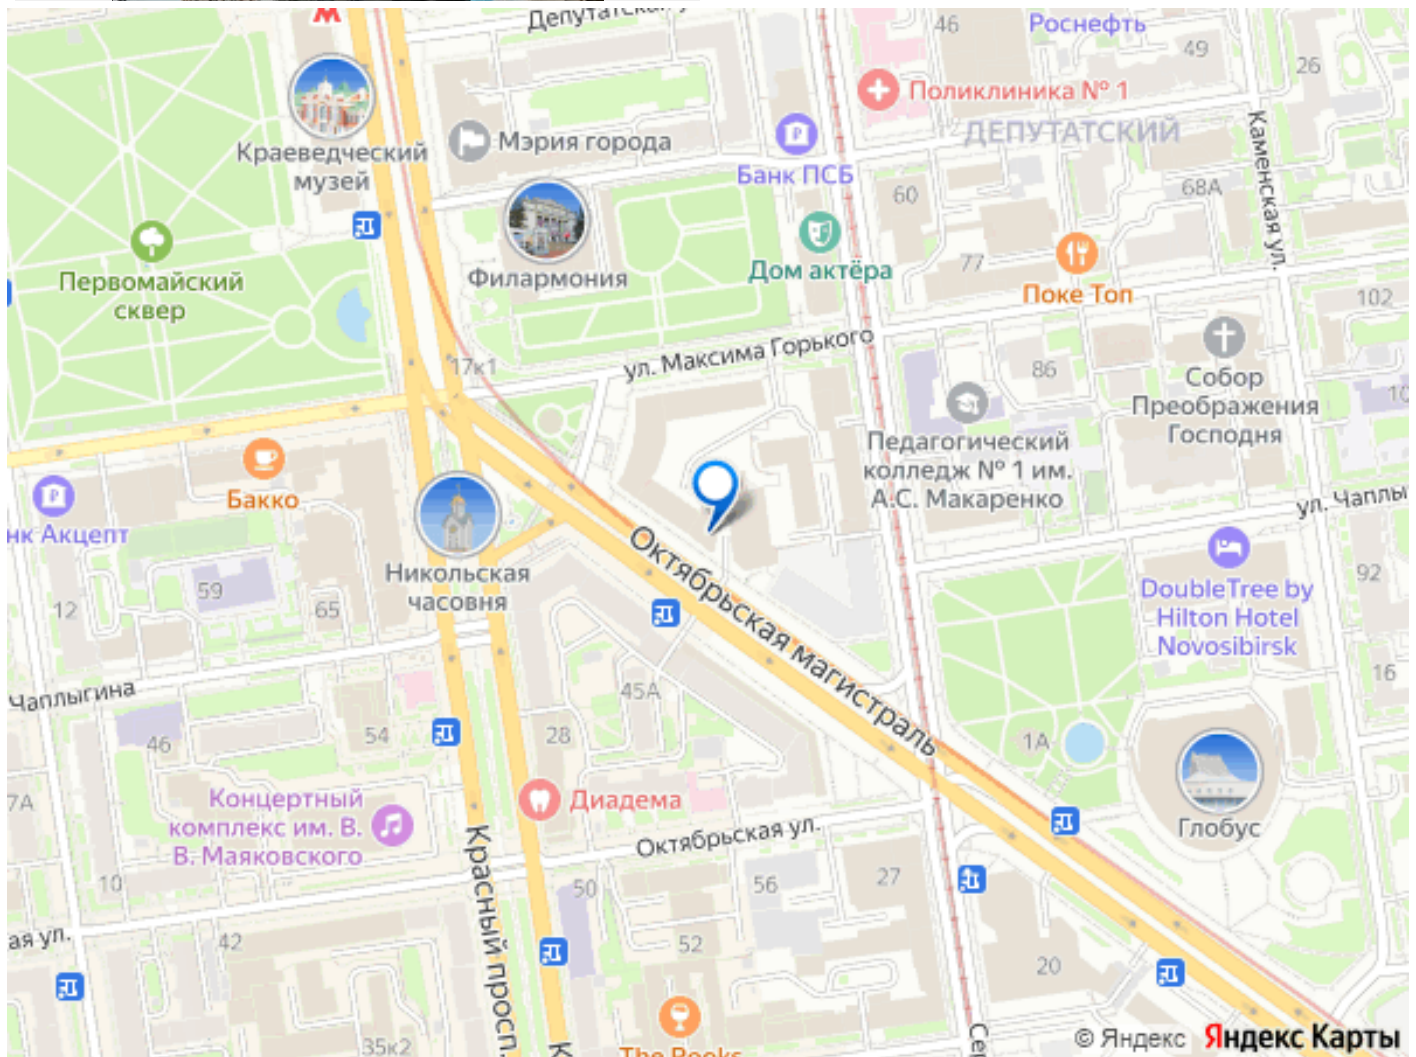 Депутатская у
46
Роснефть
49
26
Поликлиника № 1
ДЕПУТАТСКИЙ
Каменская ул.
Краеведческий
музей
Мэрия города
Банк ПСБ
60
68А
Первомайский
сквер
Филармония
Дом актёра
77
Поке Топ
102
17к1
ул. Максима Горького
86
Собор
Преображения
Господня
10
Педагогический
колледж № 1 им.
А.С. Макаренко
Бакко
нк Акцепт
ул. Чаплы
Никольская
часовня
Октябрьская магистраль
DoubleTree by
Hilton Hotel
Novosibirsk
92
59
12
65
16
Чаплыгина
45А
46
54
28
1А
7А
Концертный
комплекс им. В.
В. Маяковского
Диадема
Глобус
Красный просп.
Октябрьская ул.
10
50
56
27
ая ул.
42
52
20
35к2
К
The Rooks
Сер
© Яндекс Яндекс Карты